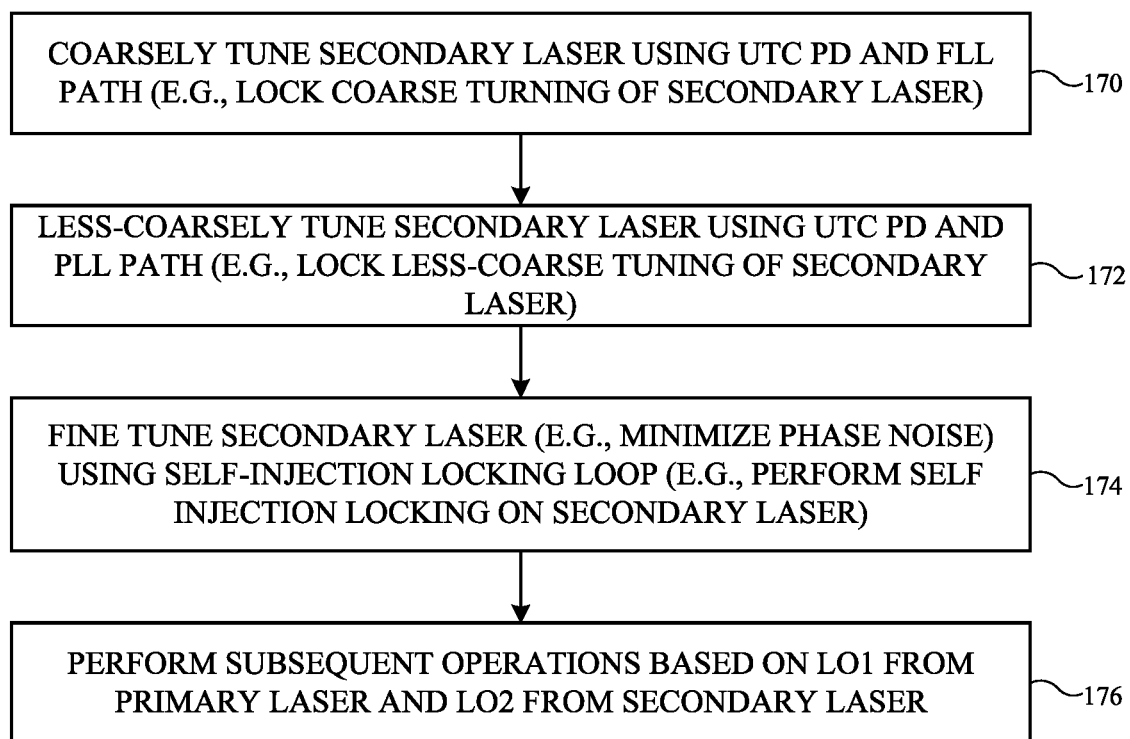 COARSELY TUNE SECONDARY LASER USING UTC PD AND FLL
PATH (E.G., LOCK COARSE TURNING OF SECONDARY LASER)
170
LESS-COARSELY TUNE SECONDARY LASER USING UTC PD AND
PLL PATH (E.G., LOCK LESS-COARSE TUNING OF SECONDARY
LASER)
172
FINE TUNE SECONDARY LASER (E.G., MINIMIZE PHASE NOISE)
USING SELF-INJECTION LOCKING LOOP (E.G., PERFORM SELF
INJECTION LOCKING ON SECONDARY LASER)
174
PERFORM SUBSEQUENT OPERATIONS BASED ON LO1 FROM
PRIMARY LASER AND LO2 FROM SECONDARY LASER
176